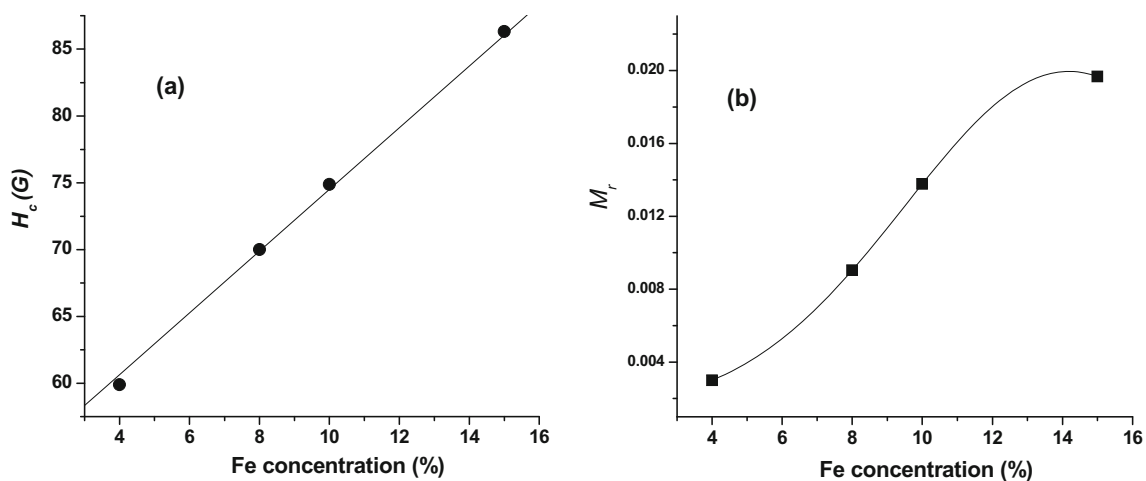 (a)
85
80
75
70
65
60
H_c (G)
4 6 8 10 12 14 16
Fe concentration (%)
(b)
0.020
0.016
0.012
0.008
0.004
M_r
4 6 8 10 12 14 16
Fe concentration (%)